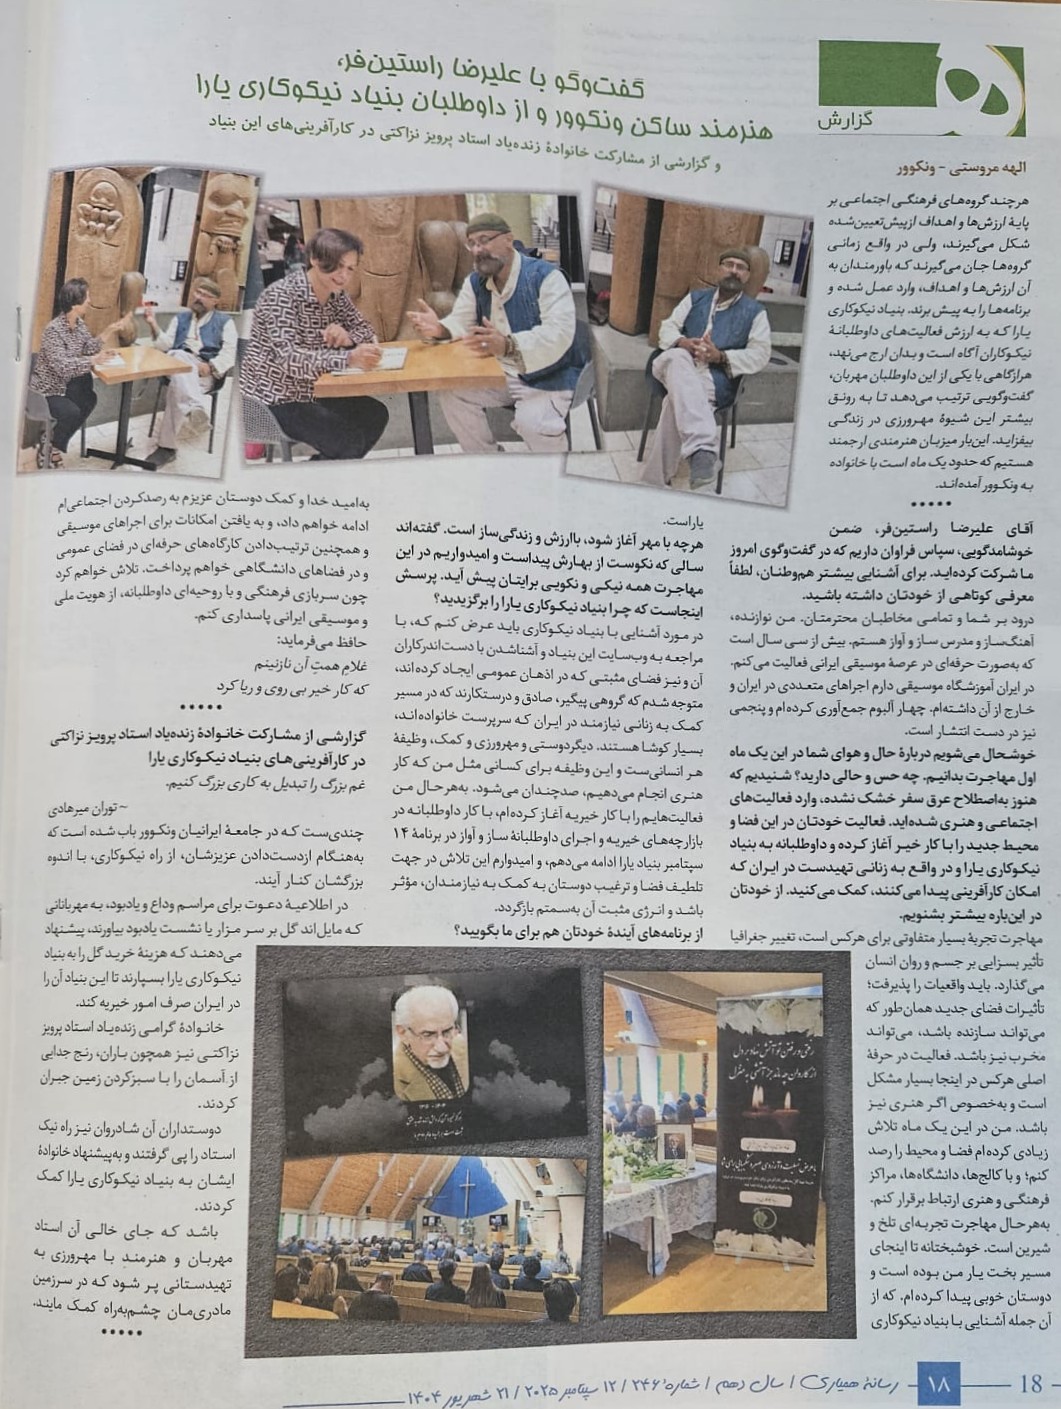 گزارش
گفت‌وگو با علیرضا راستین‌فر،
هنرمند ساکن ونکوور و از داوطلبان بنیاد نیکوکاری یارا
و گزارشی از مشارکت خانوادهٔ زنده‌یاد استاد پرویز نزاکتی در کارآفرینی‌های این بنیاد
الهه مروستی - ونکوور
هرچند گروه‌های فرهنگی اجتماعی بر
پایهٔ ارزش‌ها و اهداف ازپیش‌تعیین‌شده
شکل می‌گیرند، ولی در واقع زمانی
گروه‌ها جان می‌گیرند که باورمندان به
آن ارزش‌ها و اهداف، وارد عمل شده و
برنامه‌ها را به پیش برند. بنیاد نیکوکاری
یارا که به ارزش فعالیت‌های داوطلبانهٔ
نیکوکاران آگاه است و بدان ارج می‌نهد،
هرازگاهی با یکی از این داوطلبان مهربان،
گفت‌وگویی ترتیب می‌دهد تا به رونق
بیشتر این شیوهٔ مهرورزی در زندگی
بیفزاید. این‌بار میزبان هنرمندی ارجمند
هستیم که حدود یک ماه است با خانواده
به ونکوور آمده‌اند.
•••••
آقای علیرضا راستین‌فر، ضمن
خوشامدگویی، سپاس فراوان داریم که در گفت‌وگوی امروز
ما شرکت کرده‌اید. برای آشنایی بیشتر هم‌وطنان، لطفاً
معرفی کوتاهی از خودتان داشته باشید.
درود بر شما و تمامی مخاطبان محترمتان. من نوازنده،
آهنگ‌ساز و مدرس ساز و آواز هستم. بیش از سی سال است
که به‌صورت حرفه‌ای در عرصهٔ موسیقی ایرانی فعالیت می‌کنم.
در ایران آموزشگاه موسیقی دارم اجراهای متعددی در ایران و
خارج از آن داشته‌ام. چهار آلبوم جمع‌آوری کرده‌ام و پنجمی
نیز در دست انتشار است.
خوشحال می‌شویم دربارهٔ حال و هوای شما در این یک ماه
اول مهاجرت بدانیم. چه حس و حالی دارید؟ شنیدیم که
هنوز به‌اصطلاح عرق سفر خشک نشده، وارد فعالیت‌های
اجتماعی و هنری شده‌اید. فعالیت خودتان در این فضا و
محیط جدید را با کار خیر آغاز کرده و داوطلبانه به بنیاد
نیکوکاری یارا و در واقع به زنانی تهیدست در ایران که
امکان کارآفرینی پیدا می‌کنند، کمک می‌کنید. از خودتان
در این‌باره بیشتر بشنویم.
مهاجرت تجربهٔ بسیار متفاوتی برای هرکس است، تغییر جغرافیا
تأثیر بسزایی بر جسم و روان انسان
می‌گذارد. باید واقعیات را پذیرفت؛
تأثیرات فضای جدید همان‌طور که
می‌تواند سازنده باشد، می‌تواند
مخرب نیز باشد. فعالیت در حرفهٔ
اصلی هرکس در اینجا بسیار مشکل
است و به‌خصوص اگر هنری نیز
باشد. من در این یک ماه تلاش
زیادی کرده‌ام فضا و محیط را رصد
کنم؛ و با کالج‌ها، دانشگاه‌ها، مراکز
فرهنگی و هنری ارتباط برقرار کنم.
به‌هرحال مهاجرت تجربه‌ای تلخ و
شیرین است. خوشبختانه تا اینجای
مسیر بخت یار من بوده است و
دوستان خوبی پیدا کرده‌ام، که از
آن جمله آشنایی با بنیاد نیکوکاری
یاراست.
هرچه با مهر آغاز شود، باارزش و زندگی‌ساز است. گفته‌اند
سالی که نکوست از بهارش پیداست و امیدواریم در این
مهاجرت همه نیکی و نکویی برایتان پیش آید. پرسش
اینجاست که چرا بنیاد نیکوکاری یارا را برگزیدید؟
در مورد آشنایی با بنیاد نیکوکاری باید عرض کنم که، با
مراجعه به وب‌سایت این بنیاد و آشناشدن با دست‌اندرکاران
آن و نیز فضای مثبتی که در اذهان عمومی ایجاد کرده‌اند،
متوجه شدم که گروهی پیگیر، صادق و درستکارند که در مسیر
کمک به زنانی نیازمند در ایران که سرپرست خانواده‌اند،
بسیار کوشا هستند. دیگردوستی و مهرورزی و کمک، وظیفهٔ
هر انسانی‌ست و این وظیفه برای کسانی مثل من که کار
هنری انجام می‌دهیم، صدچندان می‌شود. به‌هرحال من
فعالیت‌هایم را با کار خیریه آغاز کرده‌ام، با کار داوطلبانه در
بازارچه‌های خیریه و اجرای داوطلبانهٔ ساز و آواز در برنامهٔ ۱۴
سپتامبر بنیاد یارا ادامه می‌دهم، و امیدوارم این تلاش در جهت
تلطیف فضا و ترغیب دوستان به کمک به نیازمندان، مؤثر
باشد و انرژی مثبت آن به‌سمتم بازگردد.
از برنامه‌های آیندهٔ خودتان هم برای ما بگویید؟
به‌امید خدا و کمک دوستان عزیزم به رصدکردن اجتماعی‌ام
ادامه خواهم داد، و به یافتن امکانات برای اجراهای موسیقی
و همچنین ترتیب‌دادن کارگاه‌های حرفه‌ای در فضای عمومی
و در فضاهای دانشگاهی خواهم پرداخت. تلاش خواهم کرد
چون سربازی فرهنگی و با روحیه‌ای داوطلبانه، از هویت ملی
و موسیقی ایرانی پاسداری کنم.
حافظ می‌فرماید:
غلامِ همتِ آن نازنینم
که کار خیر بی روی و ریا کرد
•••••
گزارشی از مشارکت خانوادهٔ زنده‌یاد استاد پرویز نزاکتی
در کارآفرینی‌های بنیاد نیکوکاری یارا
غم بزرگ را تبدیل به کاری بزرگ کنیم.
~ توران میرهادی
چندی‌ست که در جامعهٔ ایرانیان ونکوور باب شده است که
به‌هنگام ازدست‌دادن عزیزشان، از راه نیکوکاری، با اندوه
بزرگشان کنار آیند.
در اطلاعیهٔ دعوت برای مراسم وداع و یادبود، به مهربانانی
که مایل‌اند گل بر سر مزار یا نشست یادبود بیاورند، پیشنهاد
می‌دهند که هزینهٔ خرید گل را به بنیاد
نیکوکاری یارا بسپارند تا این بنیاد آن را
در ایران صرف امور خیریه کند.
خانوادهٔ گرامی زنده‌یاد استاد پرویز
نزاکتی نیز همچون باران، رنج جدایی
از آسمان را با سبزکردن زمین جبران
کردند.
دوستداران آن شادروان نیز راه نیک
استاد را پی گرفتند و به‌پیشنهاد خانوادهٔ
ایشان به بنیاد نیکوکاری یارا کمک
کردند.
باشد که جای خالی آن استاد
مهربان و هنرمندِ با مهرورزی به
تهیدستانی پر شود که در سرزمین
مادری‌مان چشم‌به‌راه کمک مایند.
•••••
18
۱۸
رسانهٔ همیاری / سال دهم / شماره ۲۴۶ / ۱۲ سپتامبر ۲۰۲۵ / ۲۱ شهریور ۱۴۰۴